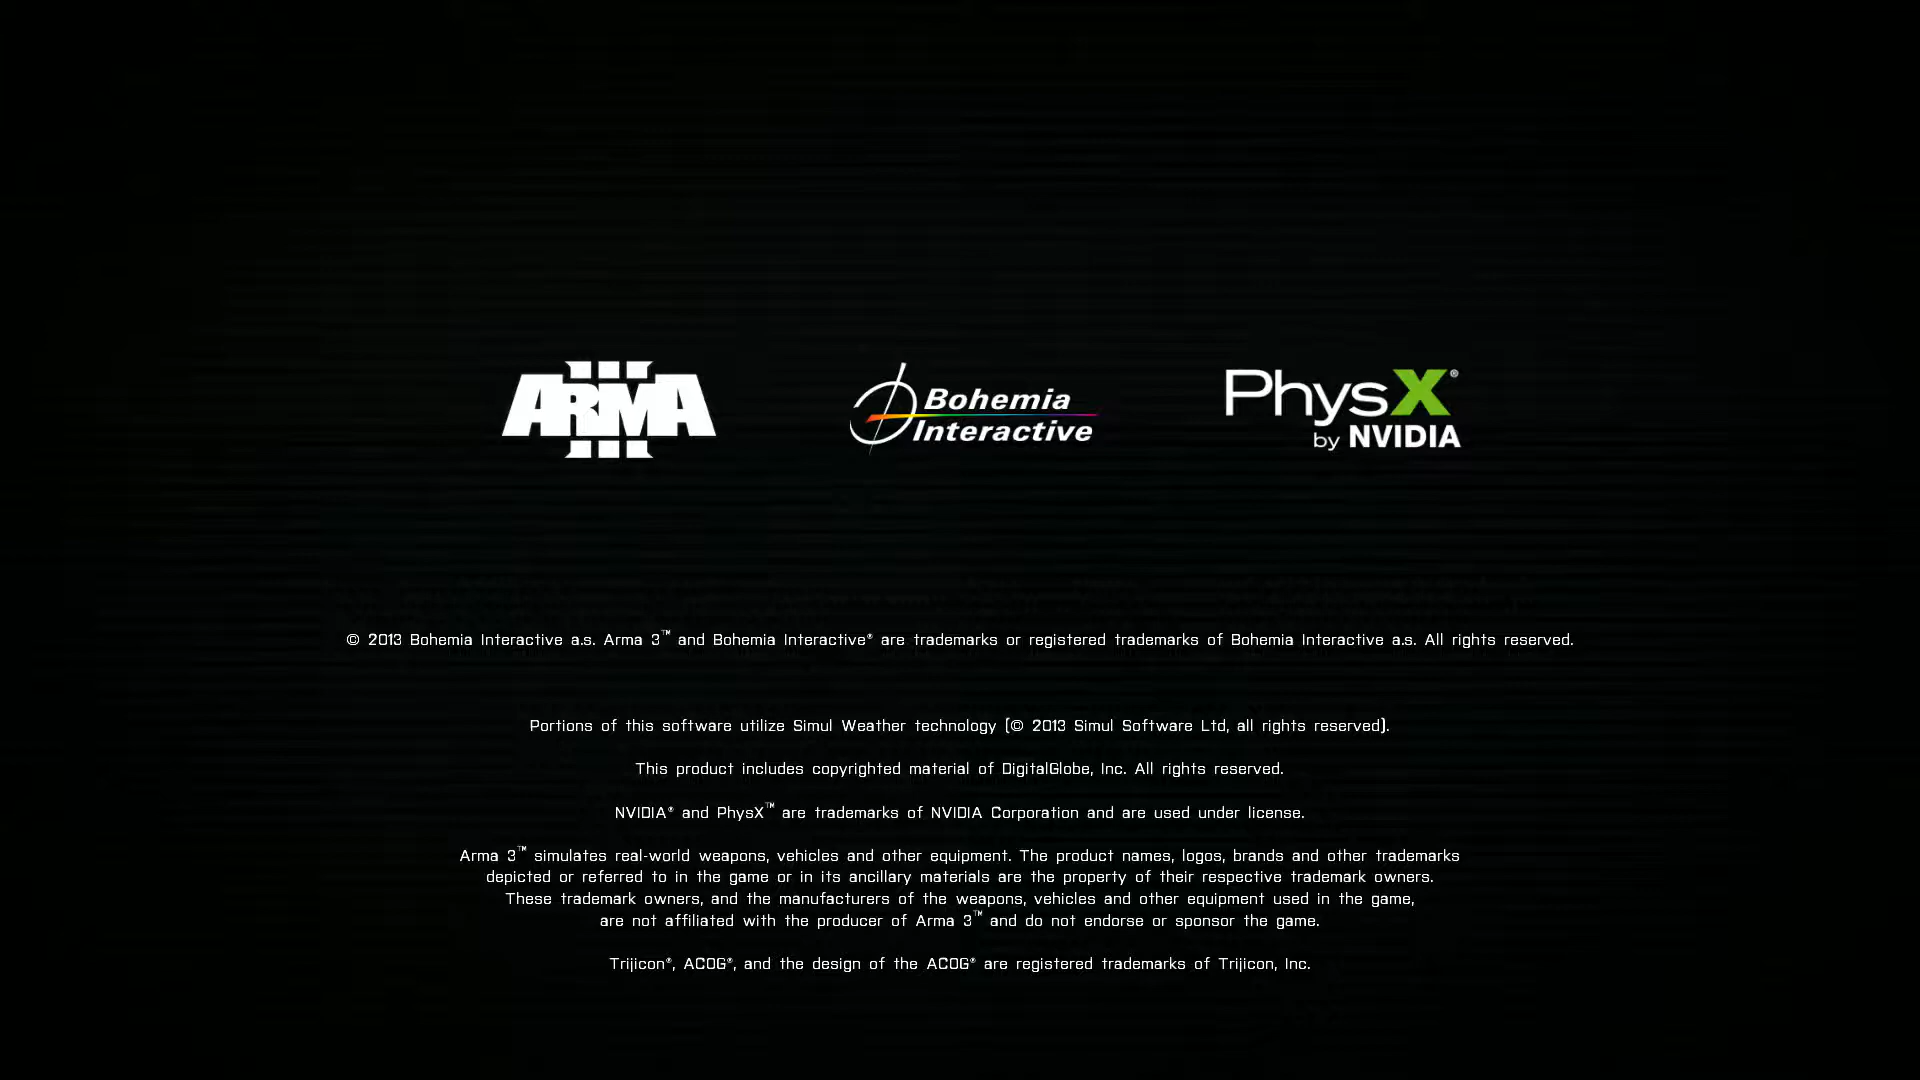 ARMA III
Bohemia
Interactive
PhysX®
by NVIDIA
© 2013 Bohemia Interactive a.s. Arma 3™ and Bohemia Interactive® are trademarks or registered trademarks of Bohemia Interactive a.s. All rights reserved.
Portions of this software utilize Simul Weather technology (© 2013 Simul Software Ltd, all rights reserved).
This product includes copyrighted material of DigitalGlobe, Inc. All rights reserved.
NVIDIA® and PhysX™ are trademarks of NVIDIA Corporation and are used under license.
Arma 3™ simulates real-world weapons, vehicles and other equipment. The product names, logos, brands and other trademarks
depicted or referred to in the game or in its ancillary materials are the property of their respective trademark owners.
These trademark owners, and the manufacturers of the weapons, vehicles and other equipment used in the game,
are not affiliated with the producer of Arma 3™ and do not endorse or sponsor the game.
Trijicon®, ACOG®, and the design of the ACOG® are registered trademarks of Trijicon, Inc.